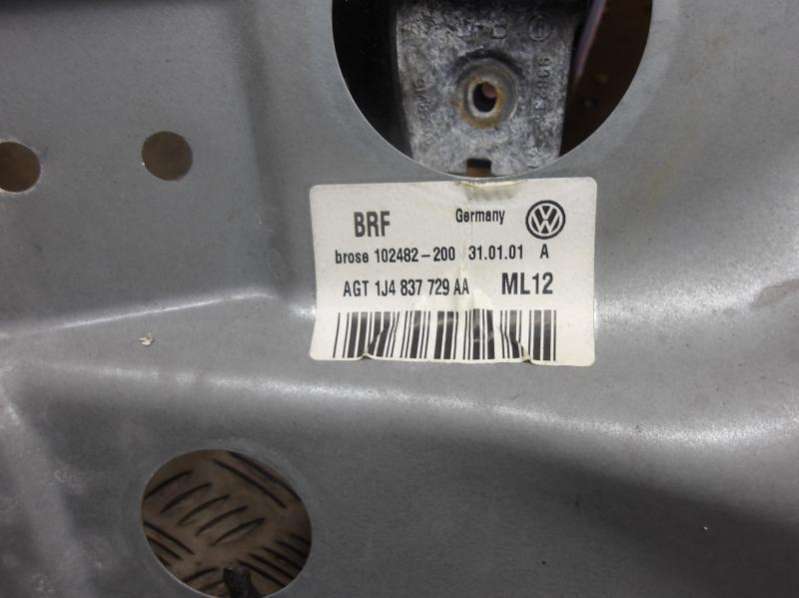 BRF Germany
brose 102482-200 31.01.01 A
AGT 1J4 837 729 AA ML12